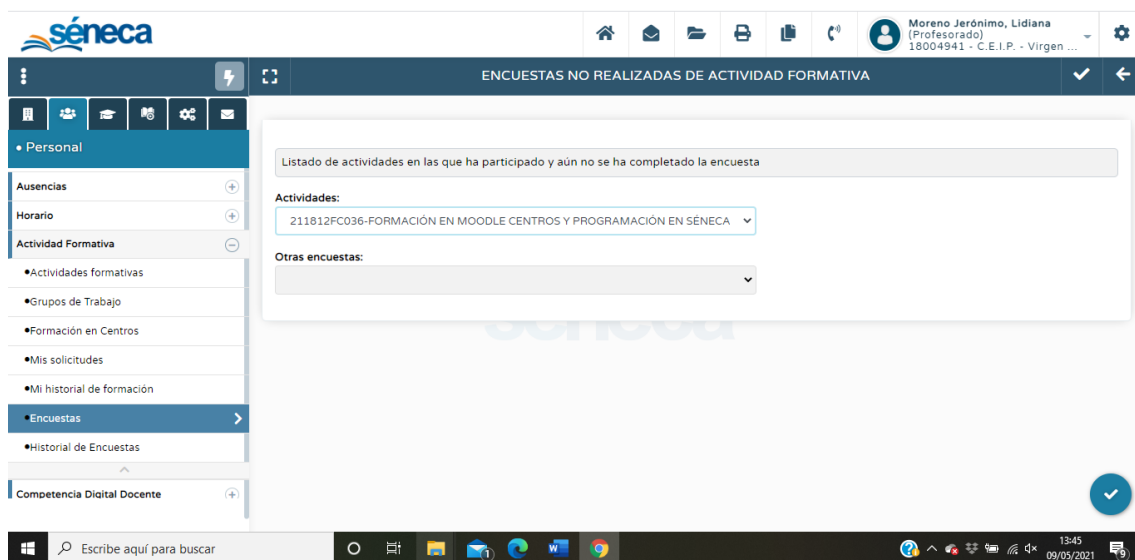 séneca
Moreno Jerónimo, Lidiana
(Profesorado)
18004941 - C.E.I.P. - Virgen ...
ENCUESTAS NO REALIZADAS DE ACTIVIDAD FORMATIVA
• Personal
Ausencias
Horario
Actividad Formativa
•Actividades formativas
•Grupos de Trabajo
•Formación en Centros
•Mis solicitudes
•Mi historial de formación
•Encuestas
•Historial de Encuestas
Competencia Digital Docente
Listado de actividades en las que ha participado y aún no se ha completado la encuesta
Actividades:
211812FC036-FORMACIÓN EN MOODLE CENTROS Y PROGRAMACIÓN EN SÉNECA
Otras encuestas:
séneca
Escribe aquí para buscar
1
13:45
09/05/2021
9